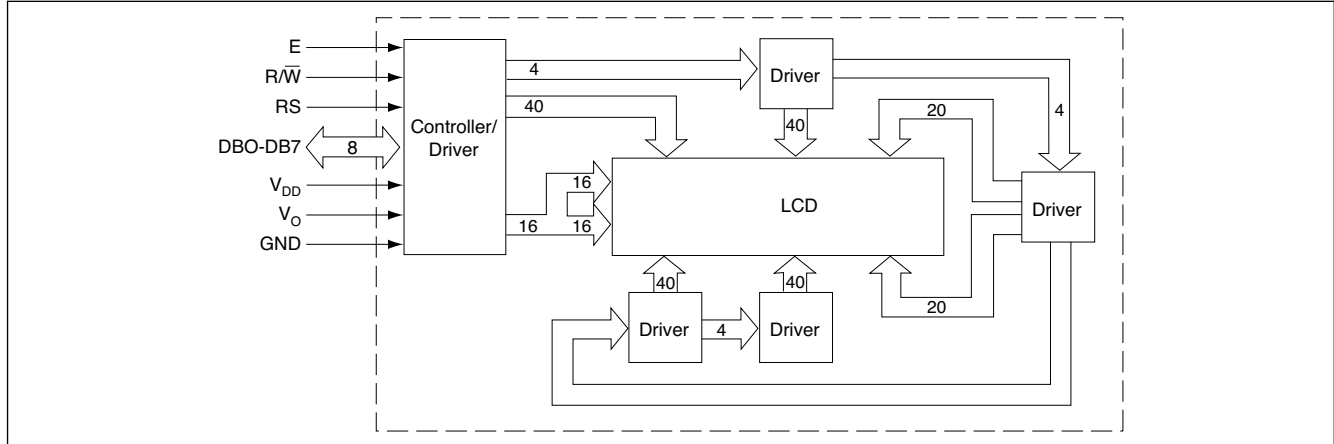 E
R/W̅
RS
DBO-DB7
8
V_DD
V_O
GND
Controller/
Driver
4
40
16
16
16
Driver
40
20
4
LCD
Driver
20
40
40
Driver
4
Driver